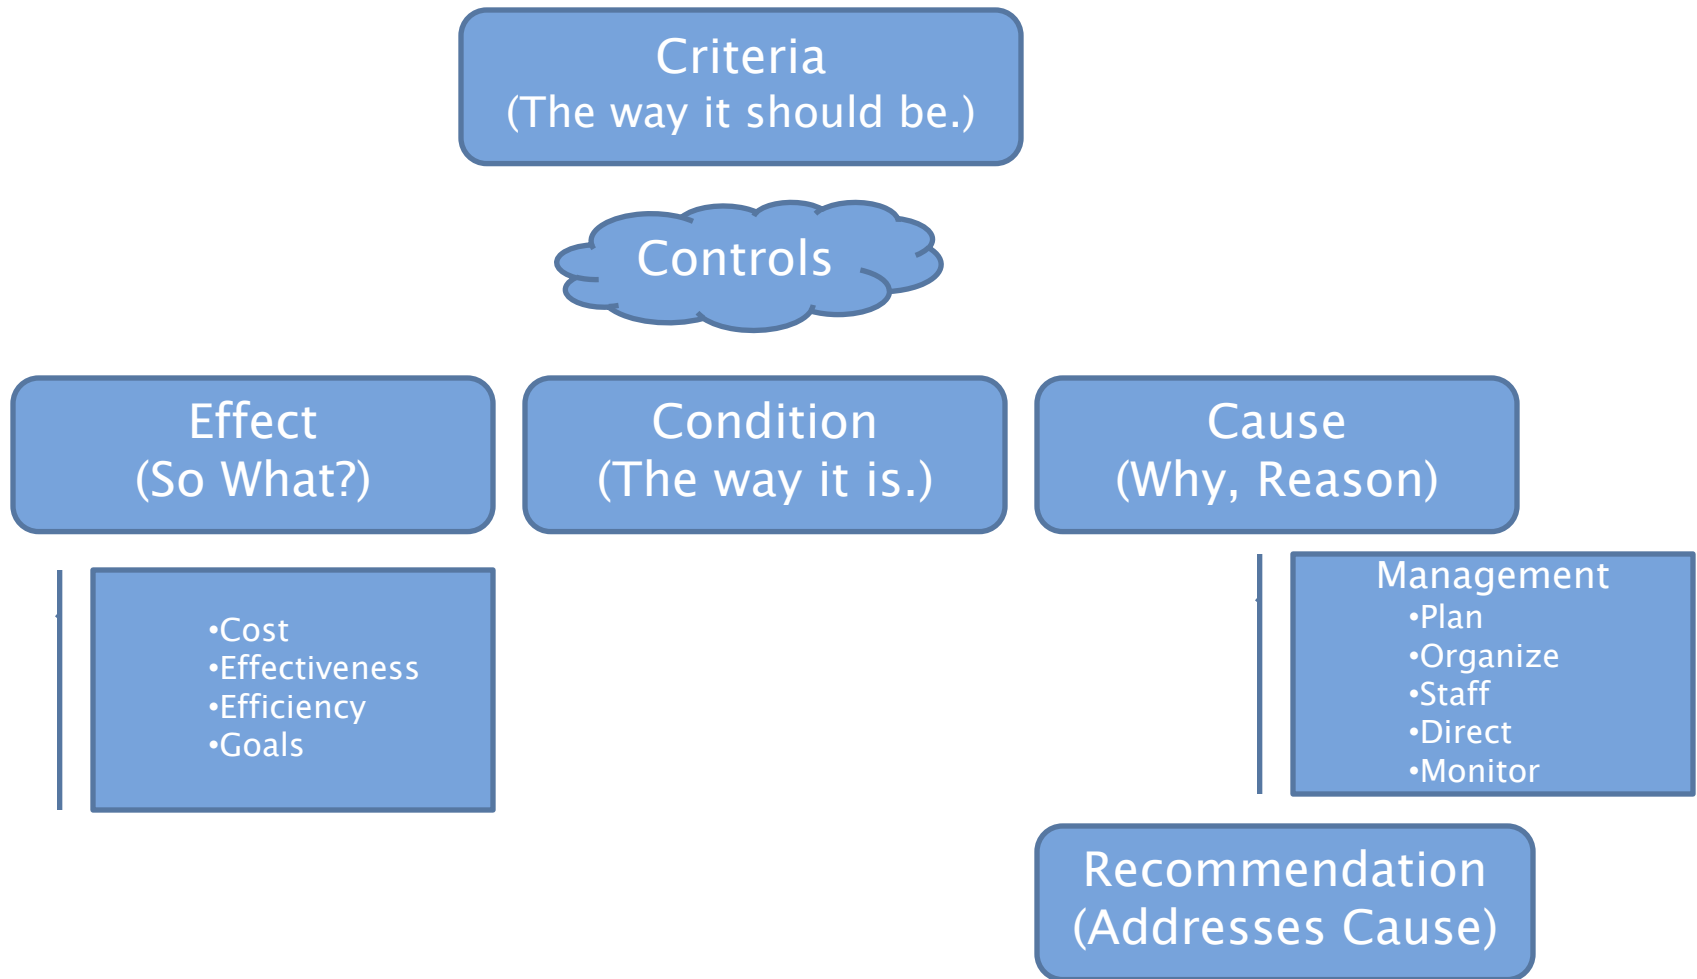 Criteria
(The way it should be.)
Controls
Effect
(So What?)
Condition
(The way it is.)
Cause
(Why, Reason)
•Cost
•Effectiveness
•Efficiency
•Goals
Management
•Plan
•Organize
•Staff
•Direct
•Monitor
Recommendation
(Addresses Cause)